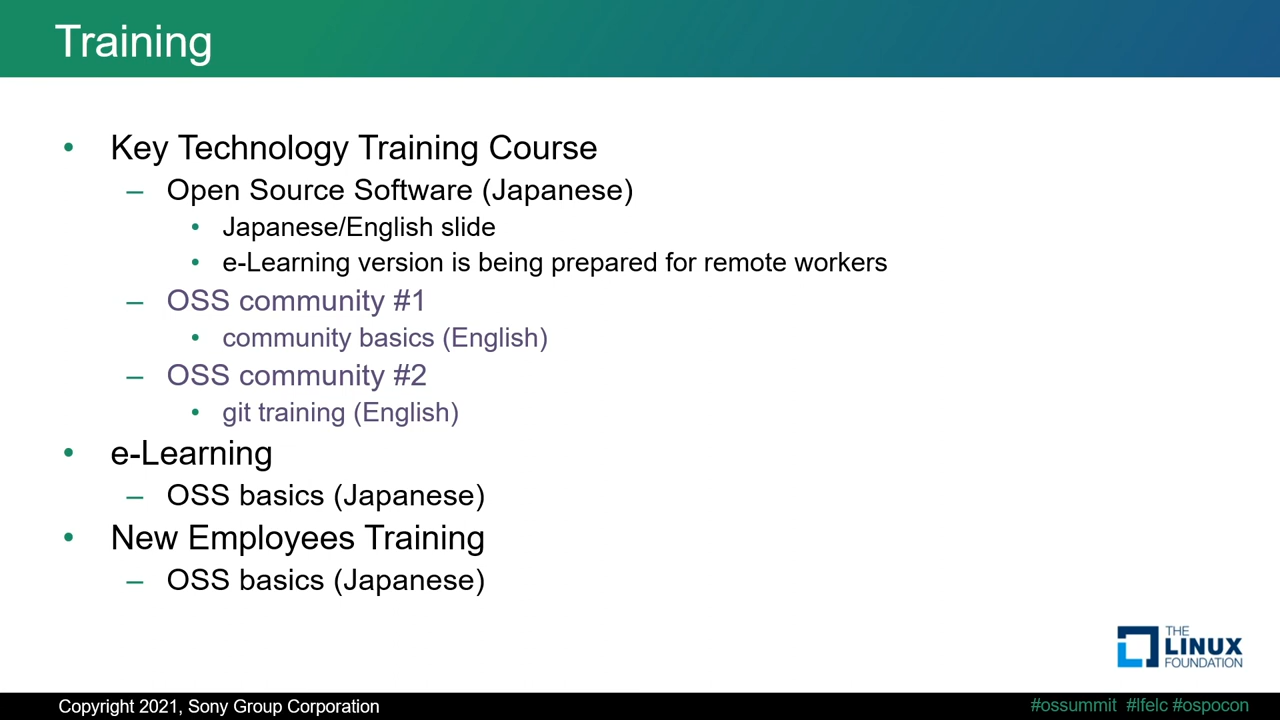 Training
• Key Technology Training Course
– Open Source Software (Japanese)
• Japanese/English slide
• e-Learning version is being prepared for remote workers
– OSS community #1
• community basics (English)
– OSS community #2
• git training (English)
• e-Learning
– OSS basics (Japanese)
• New Employees Training
– OSS basics (Japanese)
THE
LINUX
FOUNDATION
Copyright 2021, Sony Group Corporation
#ossummit #lfelc #ospocon